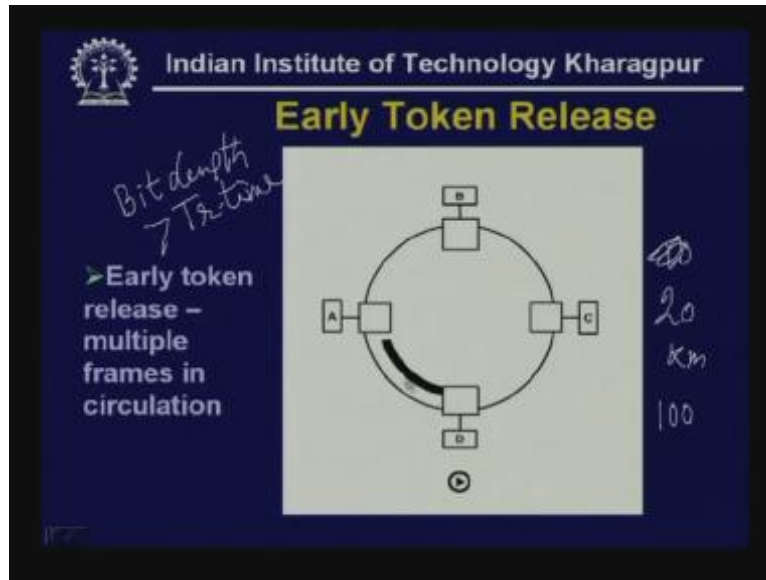 Indian Institute of Technology Kharagpur
Early Token Release
Bit length
> Tr-time
➢Early token
release –
multiple
frames in
circulation
B
A
C
D
20
Km
100